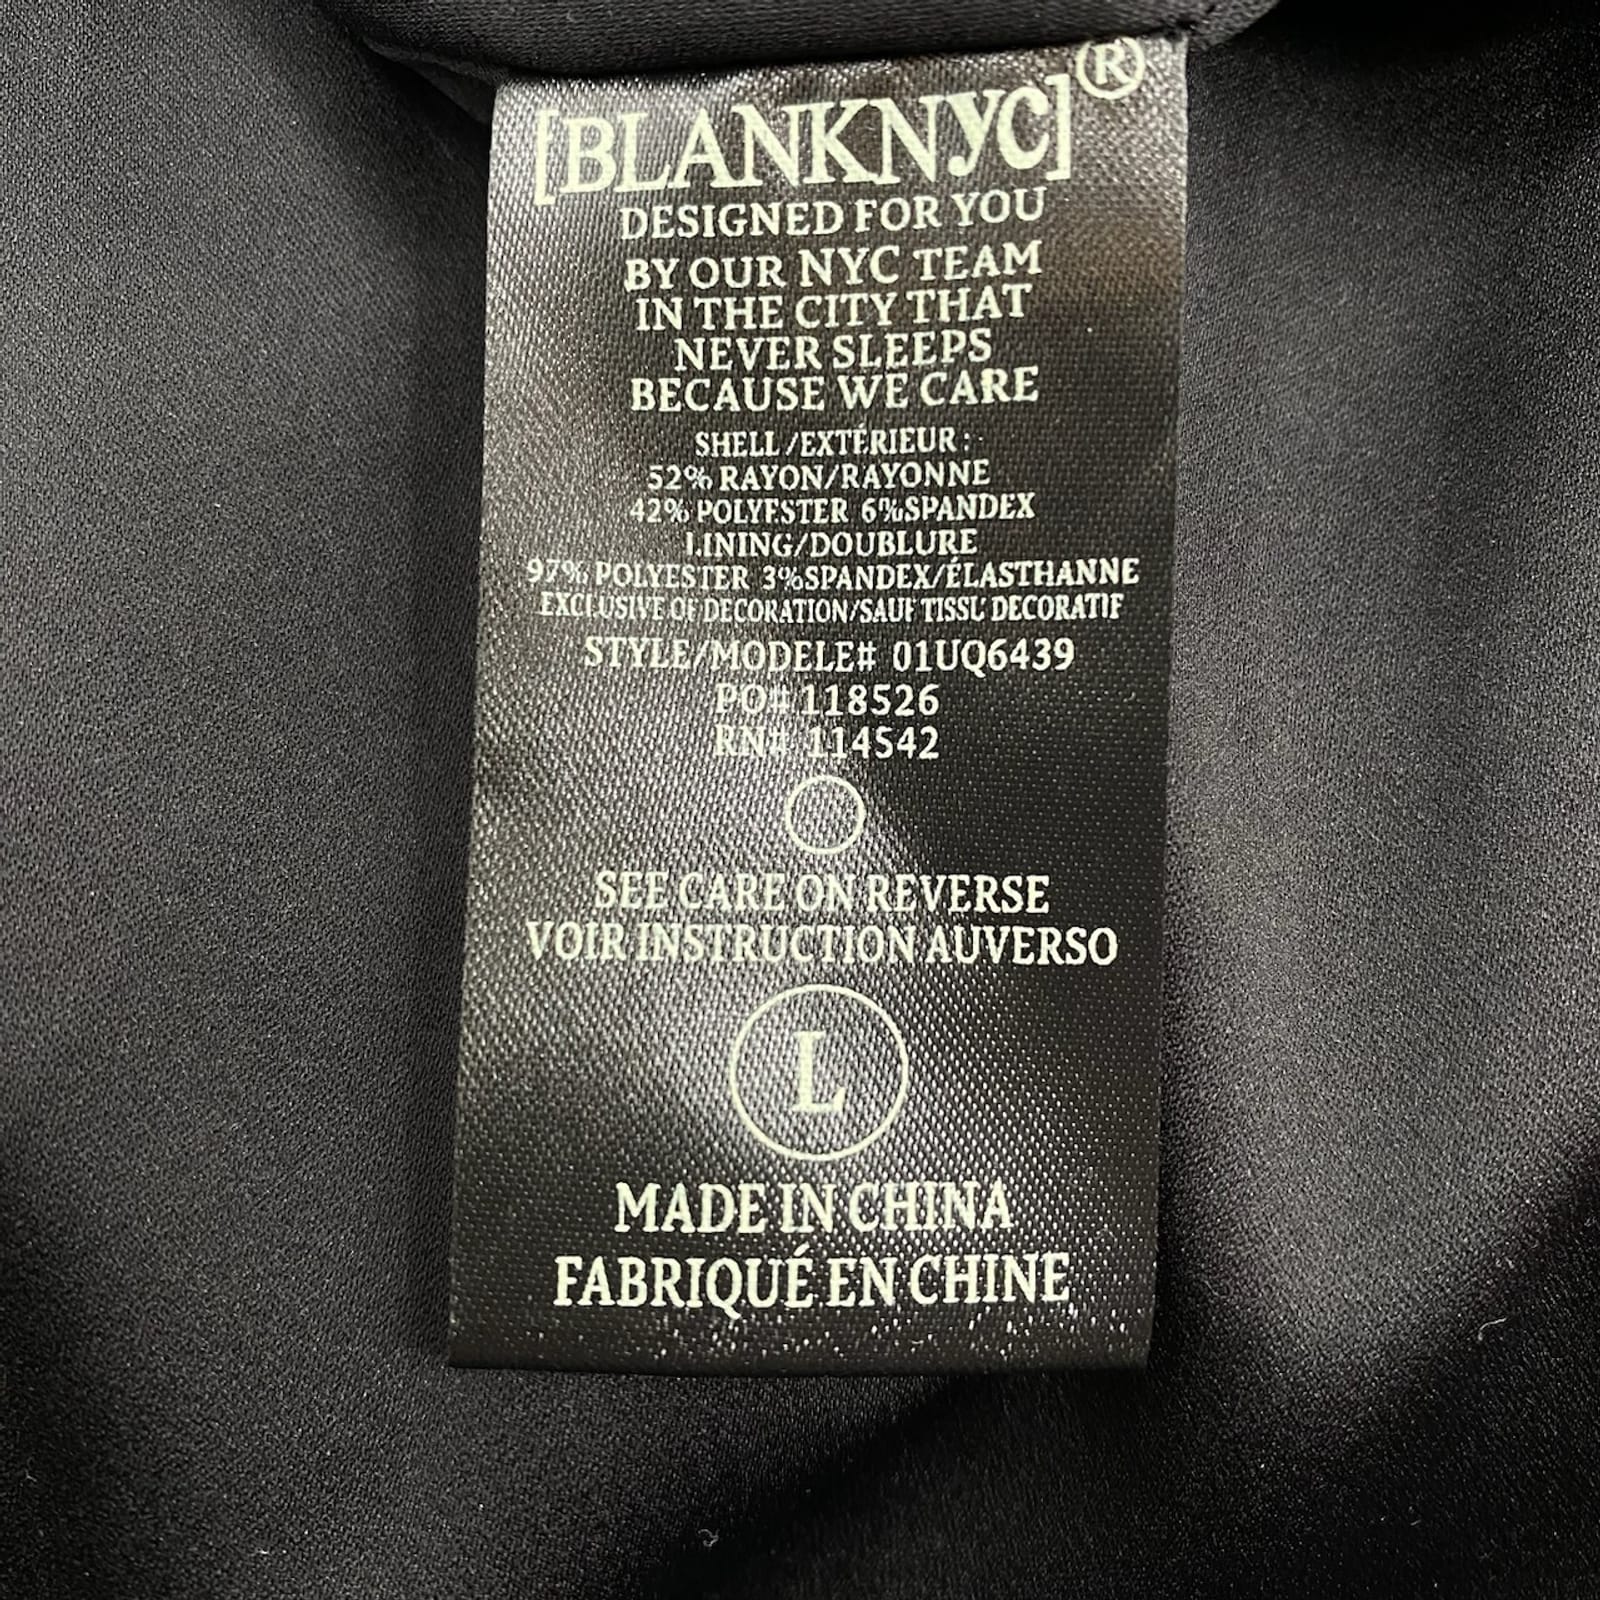 [BLANKNYC]®
DESIGNED FOR YOU
BY OUR NYC TEAM
IN THE CITY THAT
NEVER SLEEPS
BECAUSE WE CARE
SHELL/EXTÉRIEUR:
52% RAYON/RAYONNE
42% POLYESTER 6%SPANDEX
LINING/DOUBLURE
97% POLYESTER 3%SPANDEX/ÉLASTHANNE
EXCLUSIVE OF DECORATION/SAUF TISSU DECORATIF
STYLE/MODELE# 01UQ6439
PO# 118526
RN# 114542
SEE CARE ON REVERSE
VOIR INSTRUCTION AUVERSO
L
MADE IN CHINA
FABRIQUÉ EN CHINE